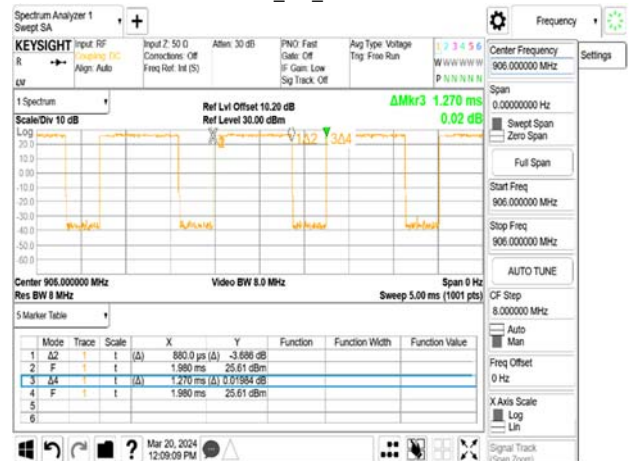 Spectrum Analyzer 1
Swept SA
Frequency
KEYSIGHT Input: RF Input Z: 50 Ω Atten: 30 dB PNO: Fast Avg Type: Voltage 1 2 3 4 5 6
R Coupling: DC Corrections: Off Gate: Off Trig: Free Run W W W W W W
Align: Auto Freq Ref: Int (S) IF Gain: Low P N N N N N
Sig Track: Off
Center Frequency
906.000000 MHz
Settings
Span
0.00000000 Hz
Swept Span
Zero Span
Full Span
Start Freq
906.000000 MHz
Stop Freq
906.000000 MHz
AUTO TUNE
CF Step
8.000000 MHz
Auto
Man
Freq Offset
0 Hz
X Axis Scale
Log
Lin
Signal Track
(Span Zoom)
1 Spectrum
Scale/Div 10 dB
Ref Lvl Offset 10.20 dB
Ref Level 30.00 dBm
ΔMkr3 1.270 ms
0.02 dB
Log
20.0
10.0
0.00
-10.0
-20.0
-30.0
-40.0
-50.0
-60.0
1Δ2 3Δ4
Center 906.000000 MHz Video BW 8.0 MHz Span 0 Hz
Res BW 8 MHz Sweep 5.00 ms (1001 pts)
5 Marker Table
Mode Trace Scale X Y Function Function Width Function Value
1 Δ2 1 t (Δ) 880.0 µs (Δ) -3.686 dB
2 F 1 t 1.980 ms 25.61 dBm
3 Δ4 1 t (Δ) 1.270 ms (Δ) 0.01984 dB
4 F 1 t 1.980 ms 25.61 dBm
5
6
Mar 20, 2024
12:09:09 PM